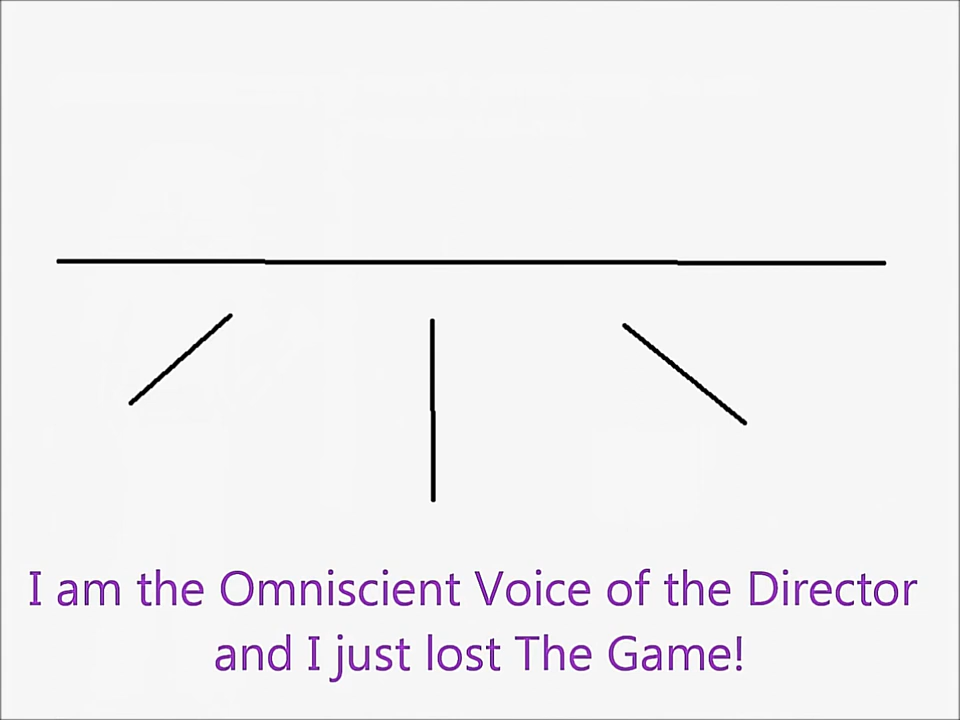 I am the Omniscient Voice of the Director
and I just lost The Game!